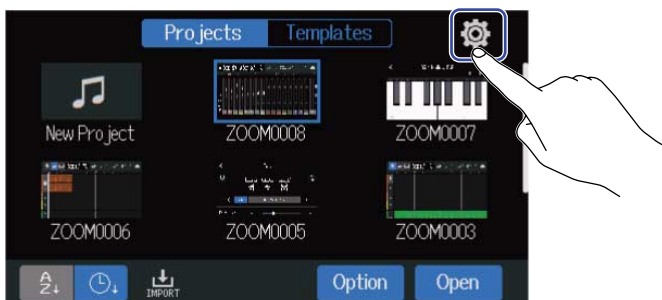 Projects Templates
New Project ZOOM0008 ZOOM0007
ZOOM0006 ZOOM0005 ZOOM0003
A Z↓ IMPORT Option Open